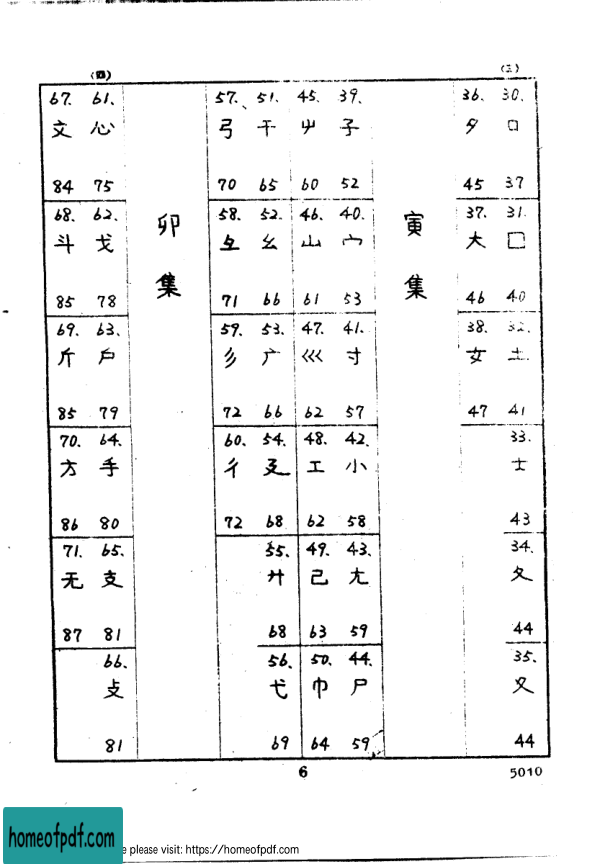 (三)
30、 口 37
31. 囗 40
32. 土 41
33. 士 43
34. 夂 44
35、 夊 44
36、 夕 45
37. 大 46
38、 女 47
寅集
39、 子 52
40、 宀 53
41、 寸 57
42、 小 58
43、 尢 59
44、 尸 59
45、 屮 60
46、 山 61
47、 巛 62
48、 工 62
49、 己 63
50、 巾 64
51、 干 65
52、 幺 66
53、 广 66
54、 廴 68
55、 廾 68
56、 弋 69
57、 弓 70
58、 彑 71
59、 彡 72
60、 彳 72
(四)
卯集
61、 心 75
62、 戈 78
63、 戶 79
64、 手 80
65、 支 81
66、 攴 81
67. 文 84
68、 斗 85
69、 斤 85
70、 方 86
71. 无 87
6
5010
homeofpdf.com
e please visit: https://homeofpdf.com